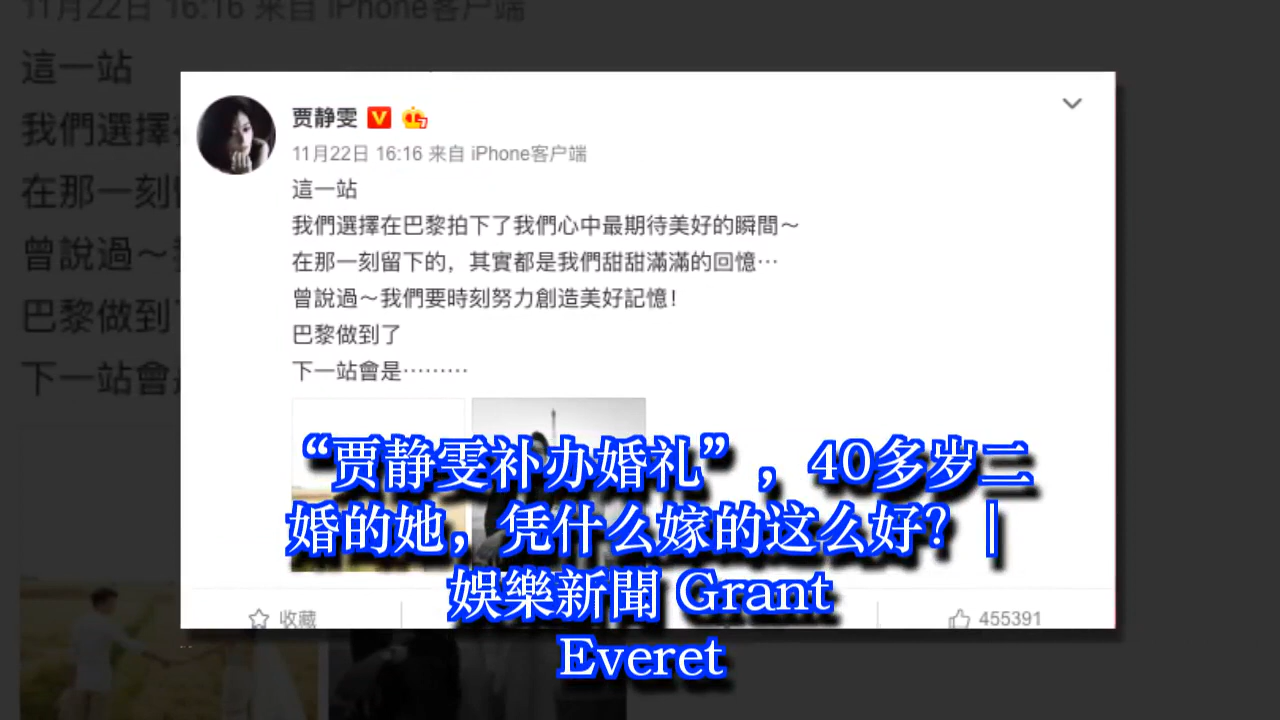 11月22日 16:16 来自 iPhone客户端
這一站
我們選擇
在那一刻
曾說過～
巴黎做到
下一站會是
贾静雯
11月22日 16:16 来自 iPhone客户端
這一站
我們選擇在巴黎拍下了我們心中最期待美好的瞬間～
在那一刻留下的，其實都是我們甜甜滿滿的回憶…
曾說過～我們要時刻努力創造美好記憶！
巴黎做到了
下一站會是………
“贾静雯补办婚礼”，40多岁二
婚的她，凭什么嫁的这么好？｜
娛樂新聞 Grant
Everet
收藏
455391